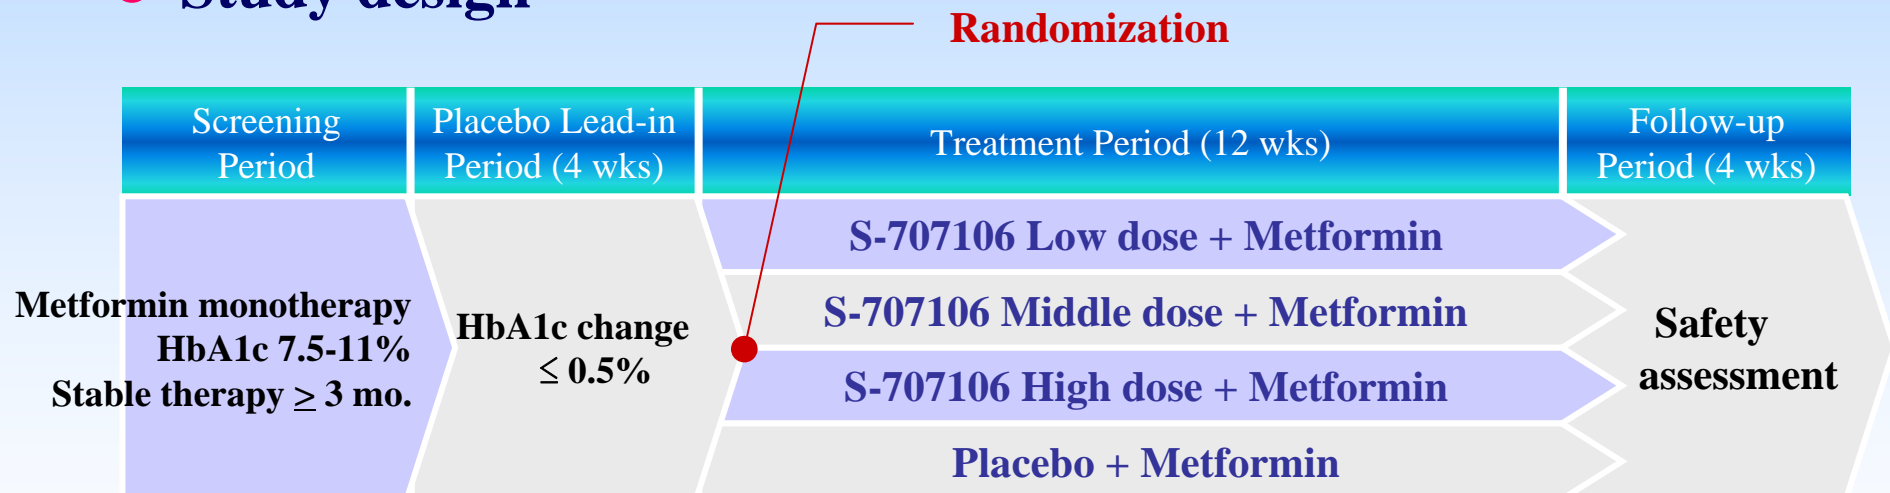 Study design
Randomization
Screening
Period
Placebo Lead-in
Period (4 wks)
Treatment Period (12 wks)
Follow-up
Period (4 wks)
Metformin monotherapy
HbA1c 7.5-11%
Stable therapy ≥ 3 mo.
HbA1c change
≤ 0.5%
S-707106 Low dose + Metformin
S-707106 Middle dose + Metformin
S-707106 High dose + Metformin
Placebo + Metformin
Safety
assessment